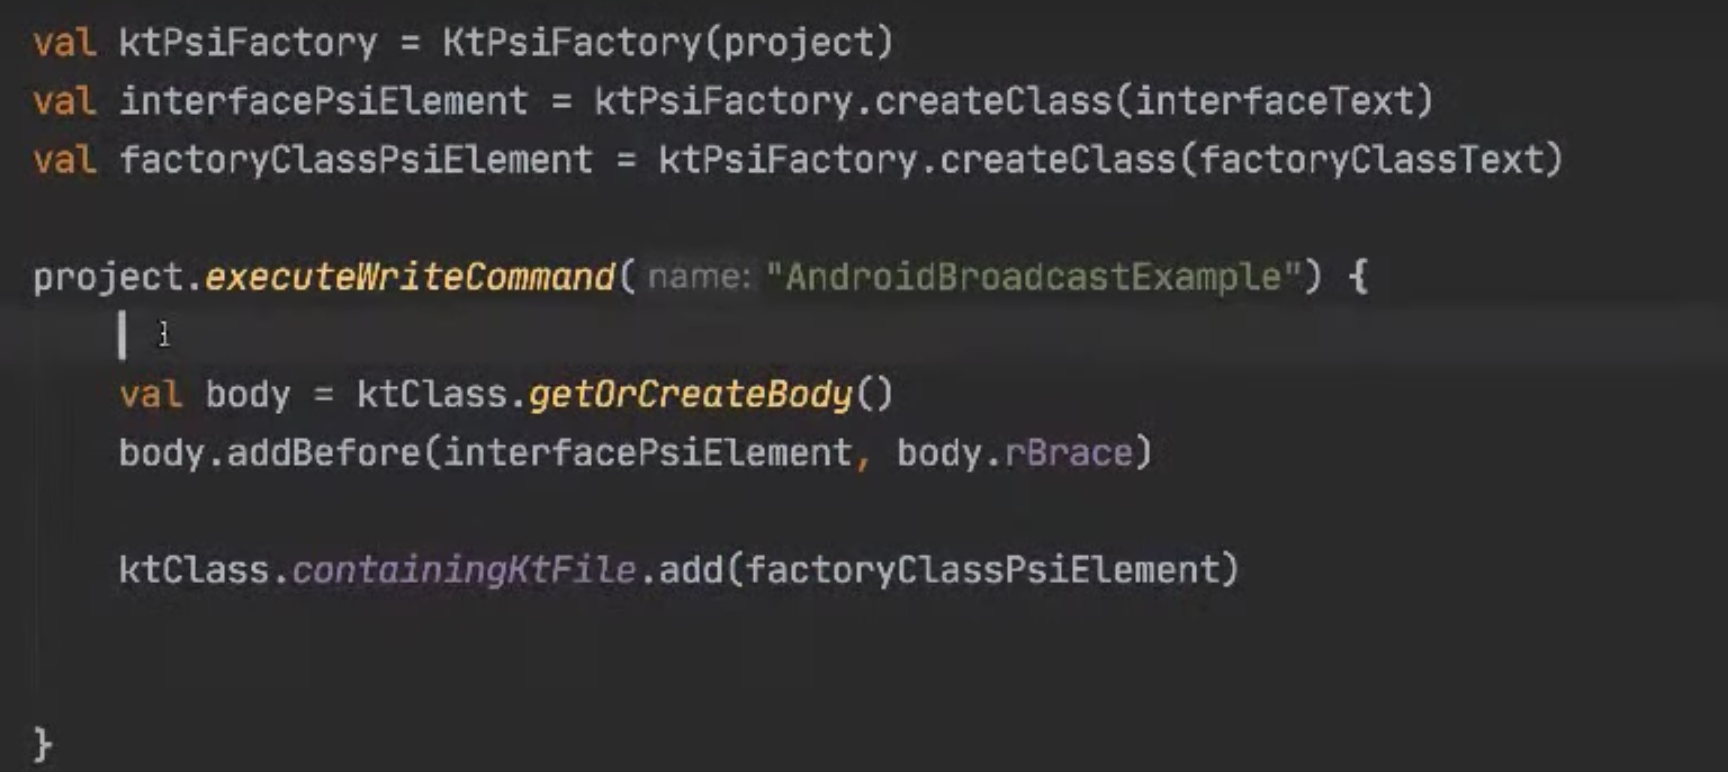 val ktPsiFactory = KtPsiFactory(project)
val interfacePsiElement = ktPsiFactory.createClass(interfaceText)
val factoryClassPsiElement = ktPsiFactory.createClass(factoryClassText)
project.executeWriteCommand( name: "AndroidBroadcastExample") {
val body = ktClass.getOrCreateBody()
body.addBefore(interfacePsiElement, body.rBrace)
ktClass.containingKtFile.add(factoryClassPsiElement)
}